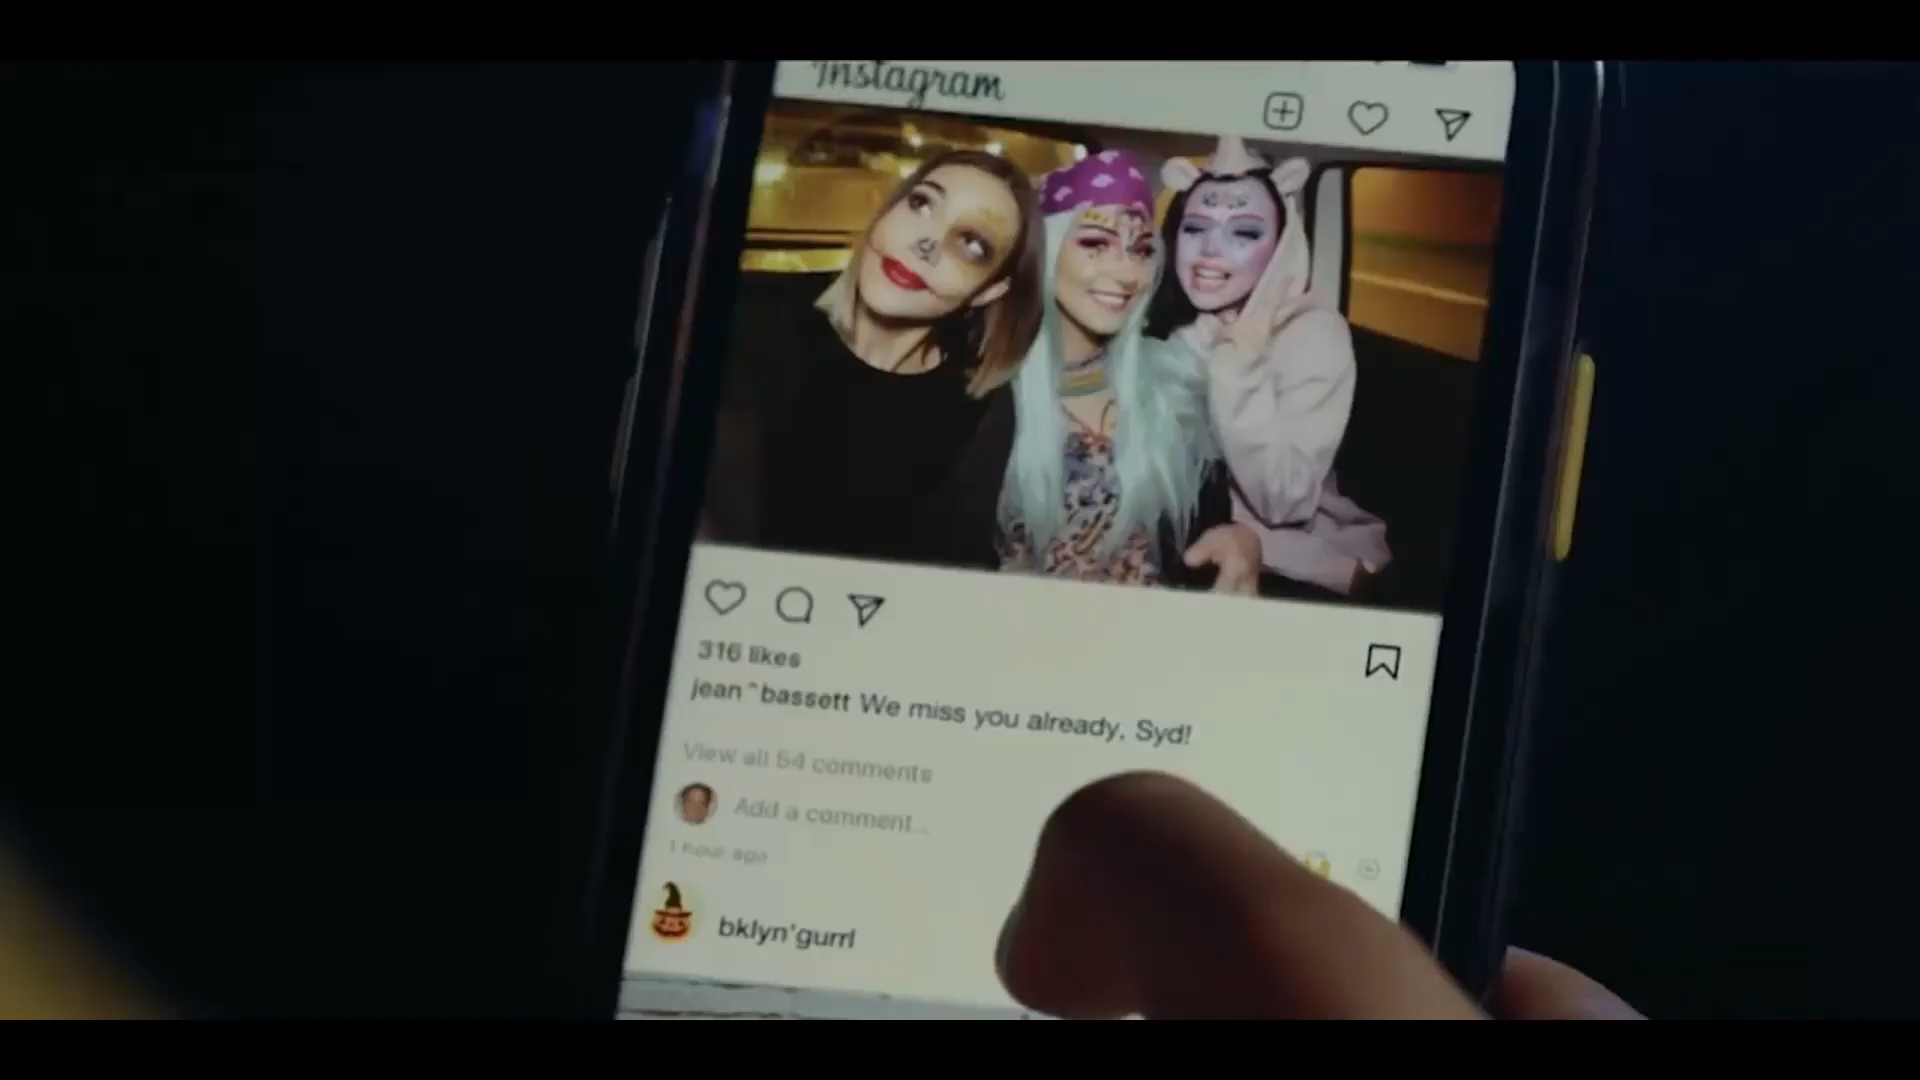 Instagram
316 likes
jean^bassett We miss you already, Syd!
View all 54 comments
Add a comment...
1 hour ago
bklyn'gurrl